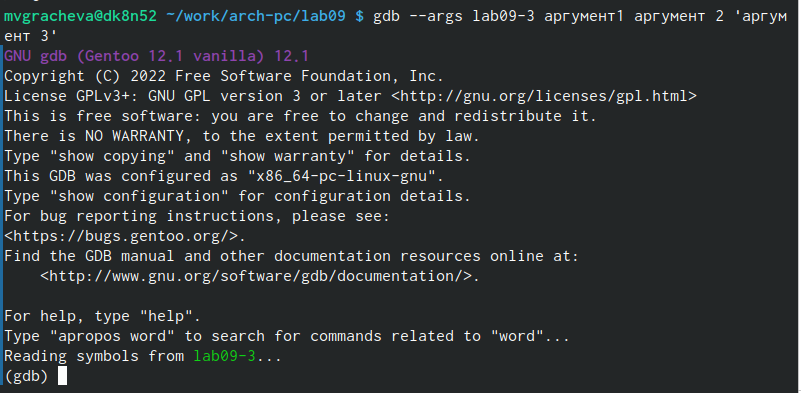 mvgracheva@dk8n52 ~/work/arch-pc/lab09 $ gdb --args lab09-3 аргумент1 аргумент 2 'аргум
ент 3'
GNU gdb (Gentoo 12.1 vanilla) 12.1
Copyright (C) 2022 Free Software Foundation, Inc.
License GPLv3+: GNU GPL version 3 or later <http://gnu.org/licenses/gpl.html>
This is free software: you are free to change and redistribute it.
There is NO WARRANTY, to the extent permitted by law.
Type "show copying" and "show warranty" for details.
This GDB was configured as "x86_64-pc-linux-gnu".
Type "show configuration" for configuration details.
For bug reporting instructions, please see:
<https://bugs.gentoo.org/>.
Find the GDB manual and other documentation resources online at:
    <http://www.gnu.org/software/gdb/documentation/>.

For help, type "help".
Type "apropos word" to search for commands related to "word"...
Reading symbols from lab09-3...
(gdb)